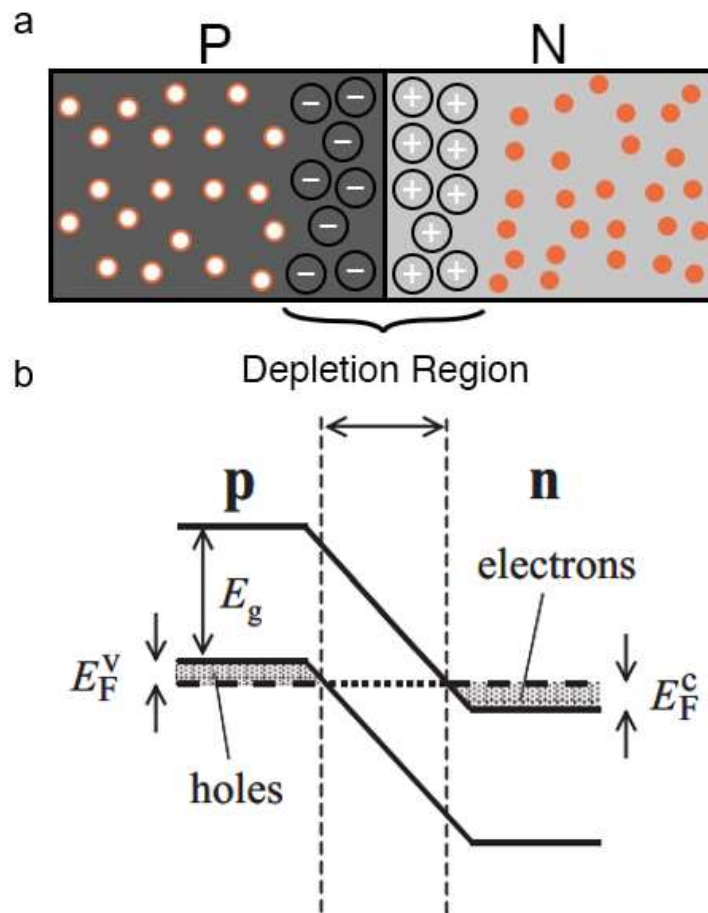 a
P N
− − − − − − − −
+ + + + + + + + +
b
Depletion Region
p n
electrons
E_g
E_F^v
E_F^c
holes